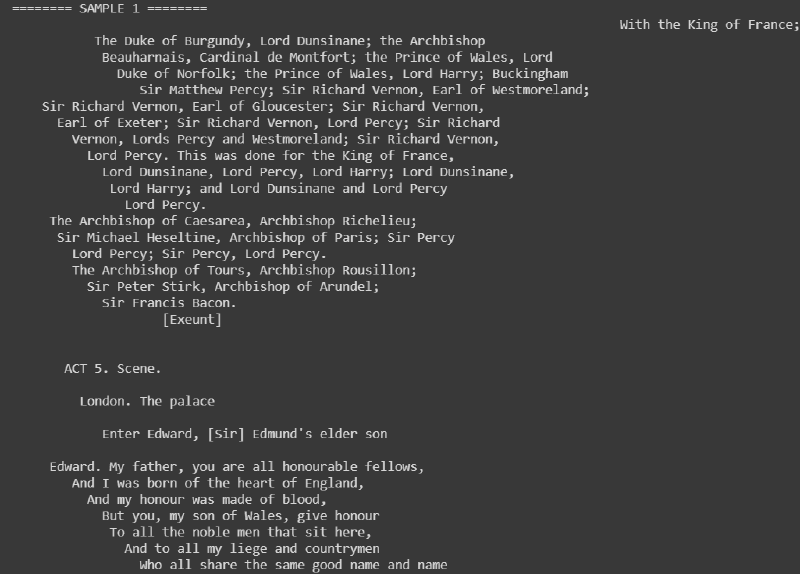 ======== SAMPLE 1 ========
With the King of France;
The Duke of Burgundy, Lord Dunsinane; the Archbishop
Beauharnais, Cardinal de Montfort; the Prince of Wales, Lord
Duke of Norfolk; the Prince of Wales, Lord Harry; Buckingham
Sir Matthew Percy; Sir Richard Vernon, Earl of Westmoreland;
Sir Richard Vernon, Earl of Gloucester; Sir Richard Vernon,
Earl of Exeter; Sir Richard Vernon, Lord Percy; Sir Richard
Vernon, Lords Percy and Westmoreland; Sir Richard Vernon,
Lord Percy. This was done for the King of France,
Lord Dunsinane, Lord Percy, Lord Harry; Lord Dunsinane,
Lord Harry; and Lord Dunsinane and Lord Percy
Lord Percy.
The Archbishop of Caesarea, Archbishop Richelieu;
Sir Michael Heseltine, Archbishop of Paris; Sir Percy
Lord Percy; Sir Percy, Lord Percy.
The Archbishop of Tours, Archbishop Rousillon;
Sir Peter Stirk, Archbishop of Arundel;
Sir Francis Bacon.
[Exeunt]
ACT 5. Scene.
London. The palace
Enter Edward, [Sir] Edmund's elder son
Edward. My father, you are all honourable fellows,
And I was born of the heart of England,
And my honour was made of blood,
But you, my son of Wales, give honour
To all the noble men that sit here,
And to all my liege and countrymen
Who all share the same good name and name